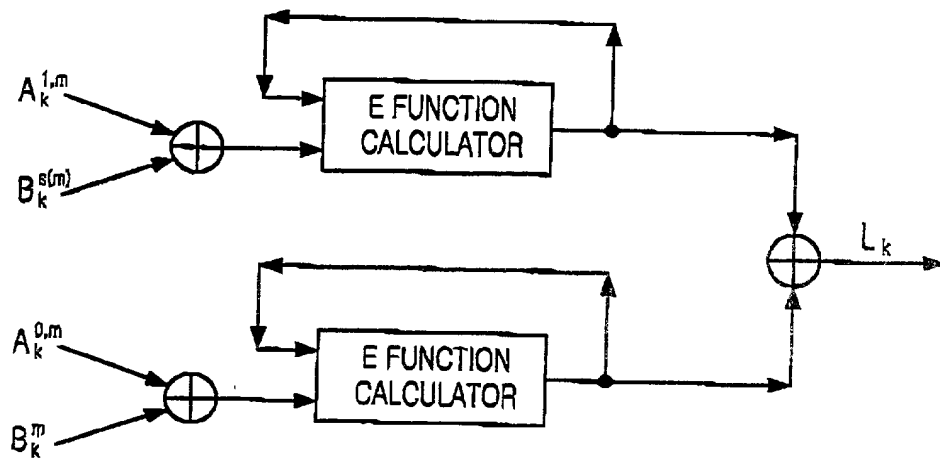 A_k^{1,m}
E FUNCTION
CALCULATOR
B_k^{s(m)}
L_k
A_k^{0,m}
E FUNCTION
CALCULATOR
B_k^m